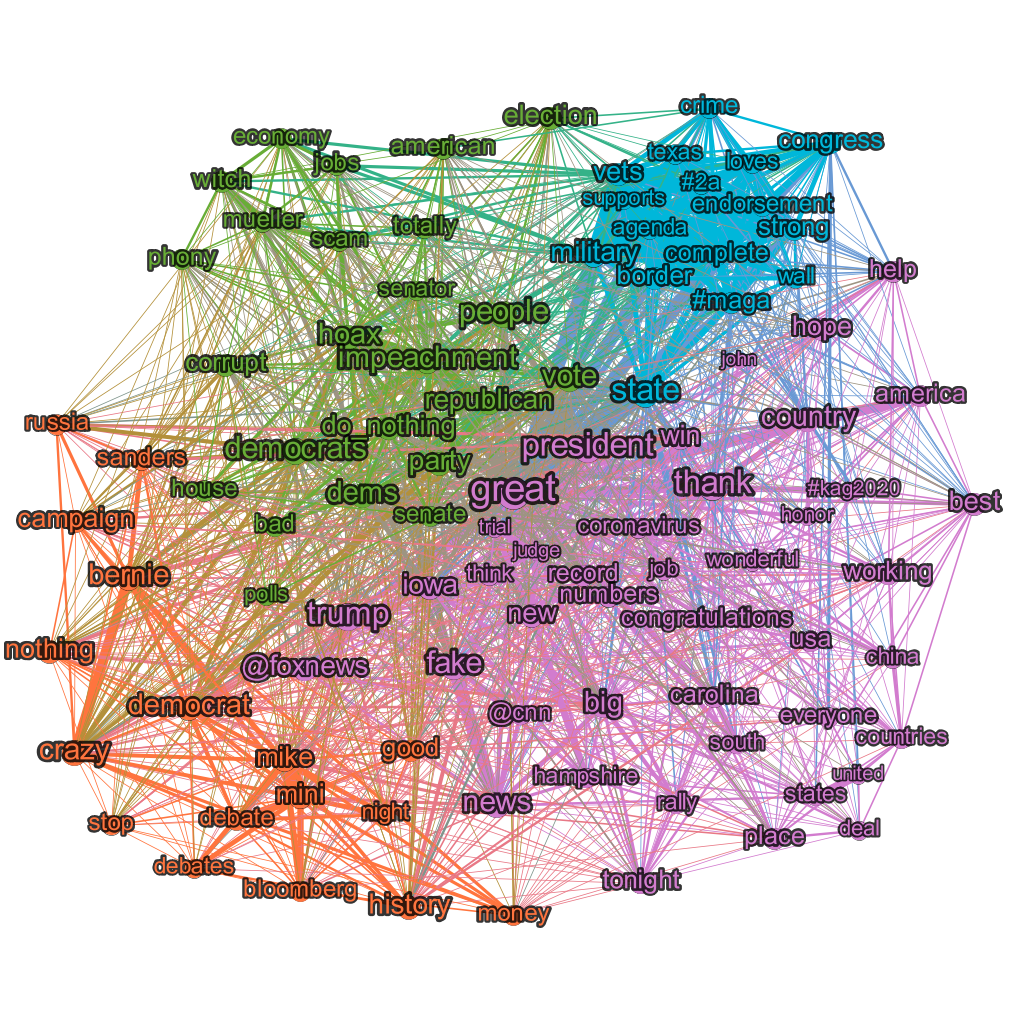 crime
election
congress
economy
american
texas
loves
jobs
vets
#2a
witch
supports
endorsement
mueller
totally
agenda
strong
scam
military
complete
phony
border
wall
help
senator
#maga
people
hope
hoax
impeachment
john
corrupt
vote
state
america
republican
country
russia
do_nothing
president
win
democrats
sanders
party
great
thank
#kag2020
house
dems
best
campaign
bad
senate
trial
coronavirus
honor
judge
wonderful
bernie
think
record
job
working
iowa
numbers
polls
trump
new
congratulations
usa
nothing
@foxnews
fake
china
democrat
big
carolina
@cnn
everyone
crazy
good
south
countries
mike
hampshire
united
mini
news
rally
states
stop
debate
night
place
deal
debates
tonight
bloomberg
history
money